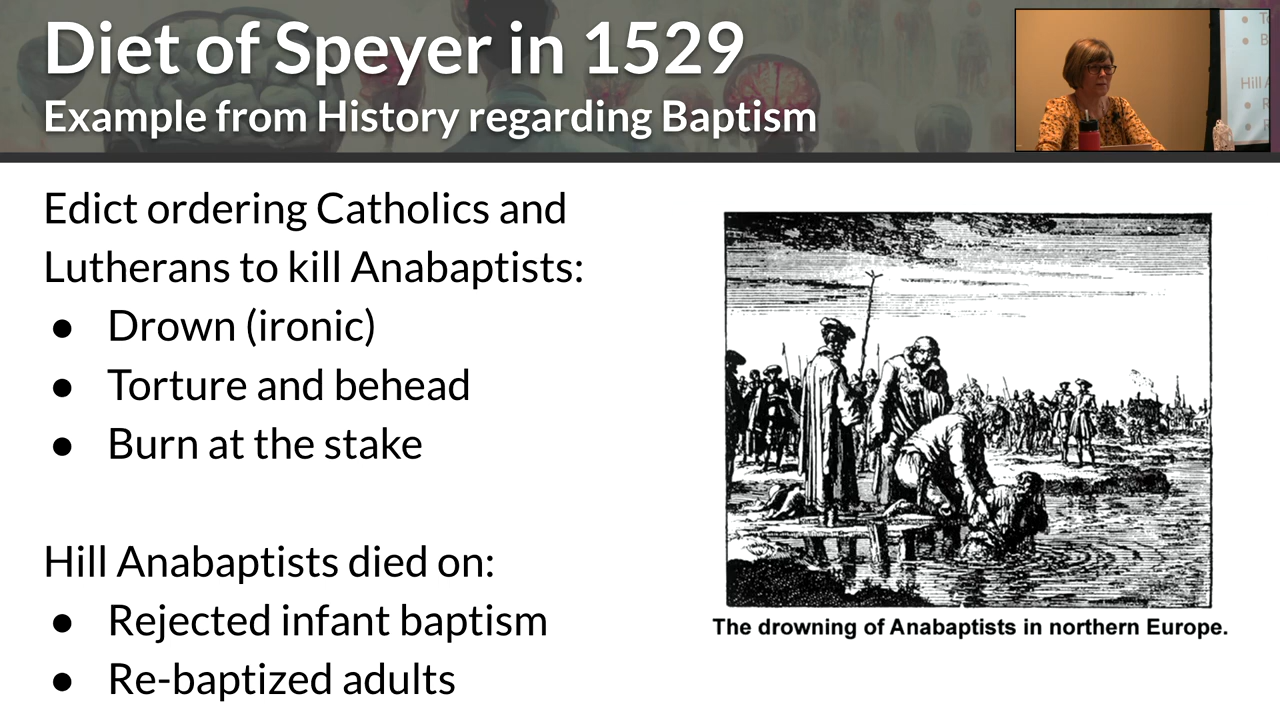 Diet of Speyer in 1529
Example from History regarding Baptism
Edict ordering Catholics and
Lutherans to kill Anabaptists:
● Drown (ironic)
● Torture and behead
● Burn at the stake
Hill Anabaptists died on:
● Rejected infant baptism
● Re-baptized adults
The drowning of Anabaptists in northern Europe.
● To
● B
Hill A
● R
● R